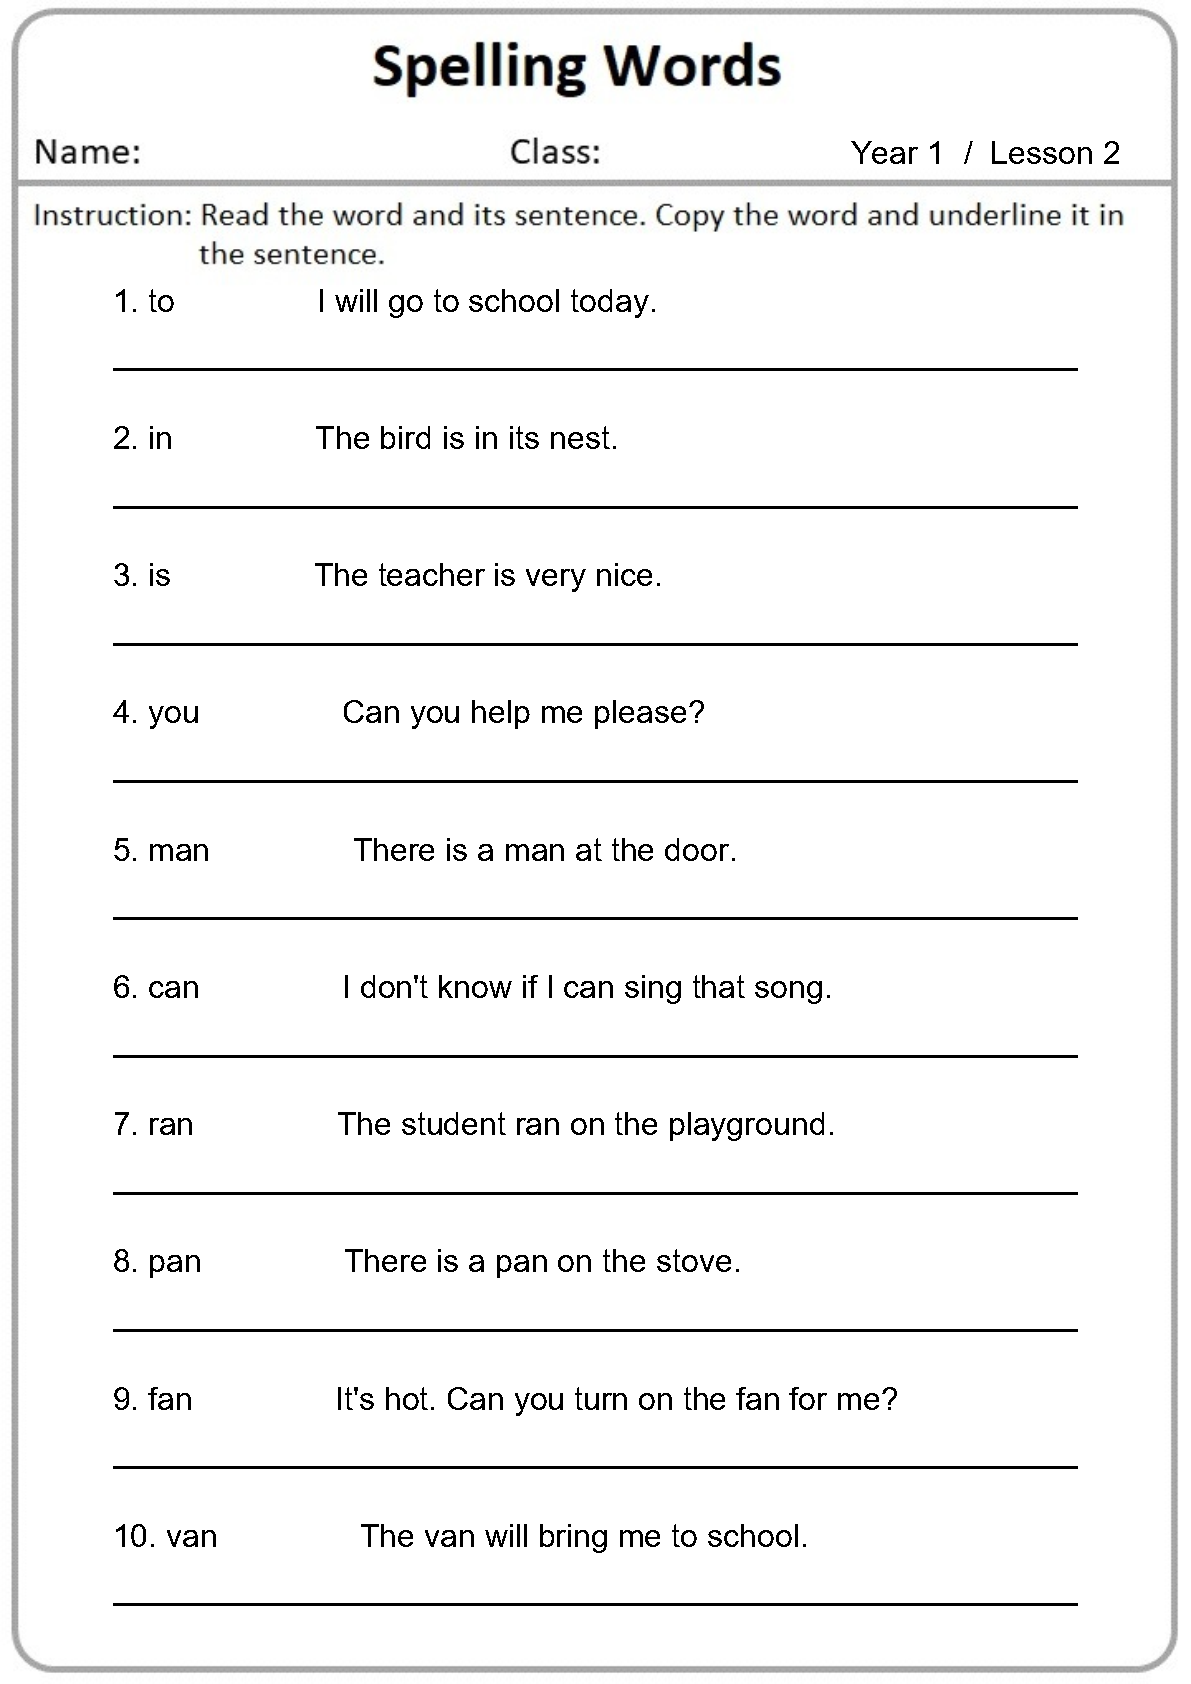 Spelling Words
Name: Class: Year 1 / Lesson 2
Instruction: Read the word and its sentence. Copy the word and underline it in
the sentence.
1. to I will go to school today.
2. in The bird is in its nest.
3. is The teacher is very nice.
4. you Can you help me please?
5. man There is a man at the door.
6. can I don't know if I can sing that song.
7. ran The student ran on the playground.
8. pan There is a pan on the stove.
9. fan It's hot. Can you turn on the fan for me?
10. van The van will bring me to school.